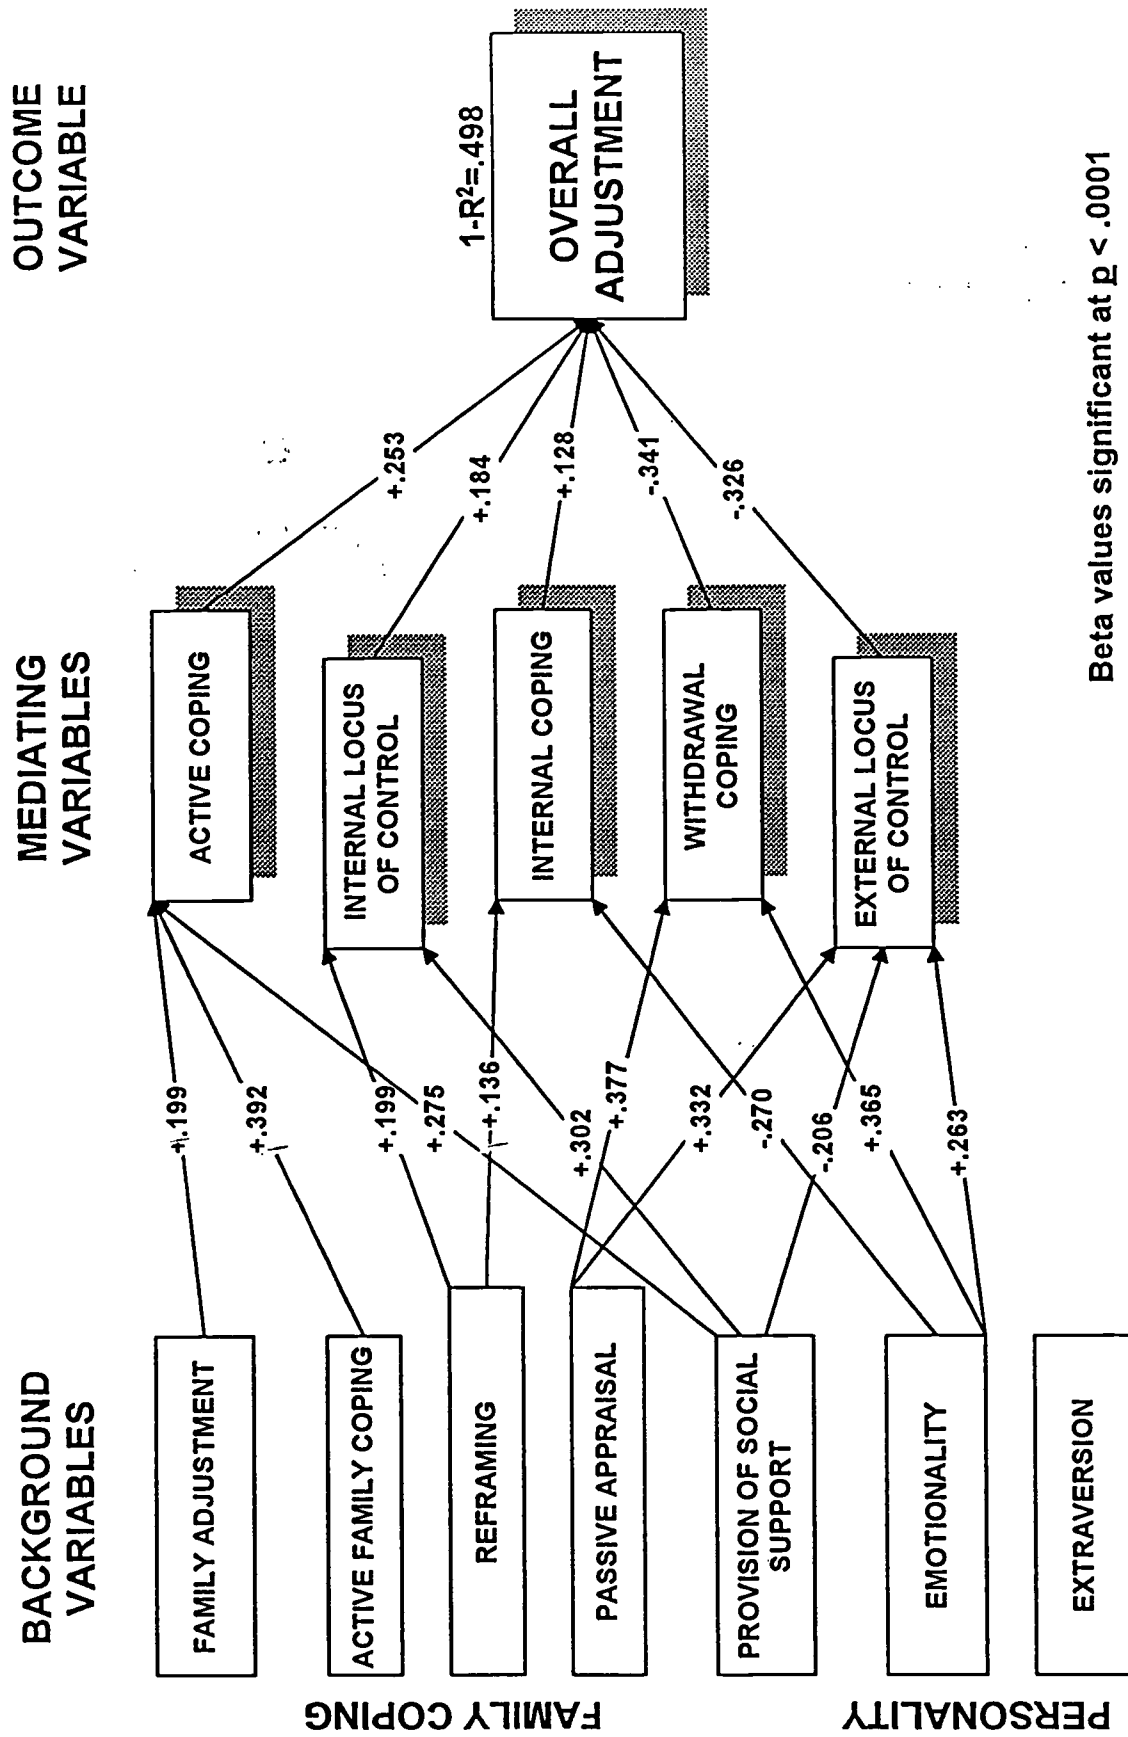 BACKGROUND
VARIABLES
MEDIATING
VARIABLES
OUTCOME
VARIABLE
FAMILY COPING
PERSONALITY
FAMILY ADJUSTMENT
ACTIVE FAMILY COPING
REFRAMING
PASSIVE APPRAISAL
PROVISION OF SOCIAL
SUPPORT
EMOTIONALITY
EXTRAVERSION
+.199
+.392
+.199
+.275
+.136
+.302
+.377
+.332
-.270
-.206
+.365
+.263
ACTIVE COPING
INTERNAL LOCUS
OF CONTROL
INTERNAL COPING
WITHDRAWAL
COPING
EXTERNAL LOCUS
OF CONTROL
+.253
+.184
+.128
-.341
-.326
1-R²=.498
OVERALL
ADJUSTMENT
Beta values significant at p < .0001